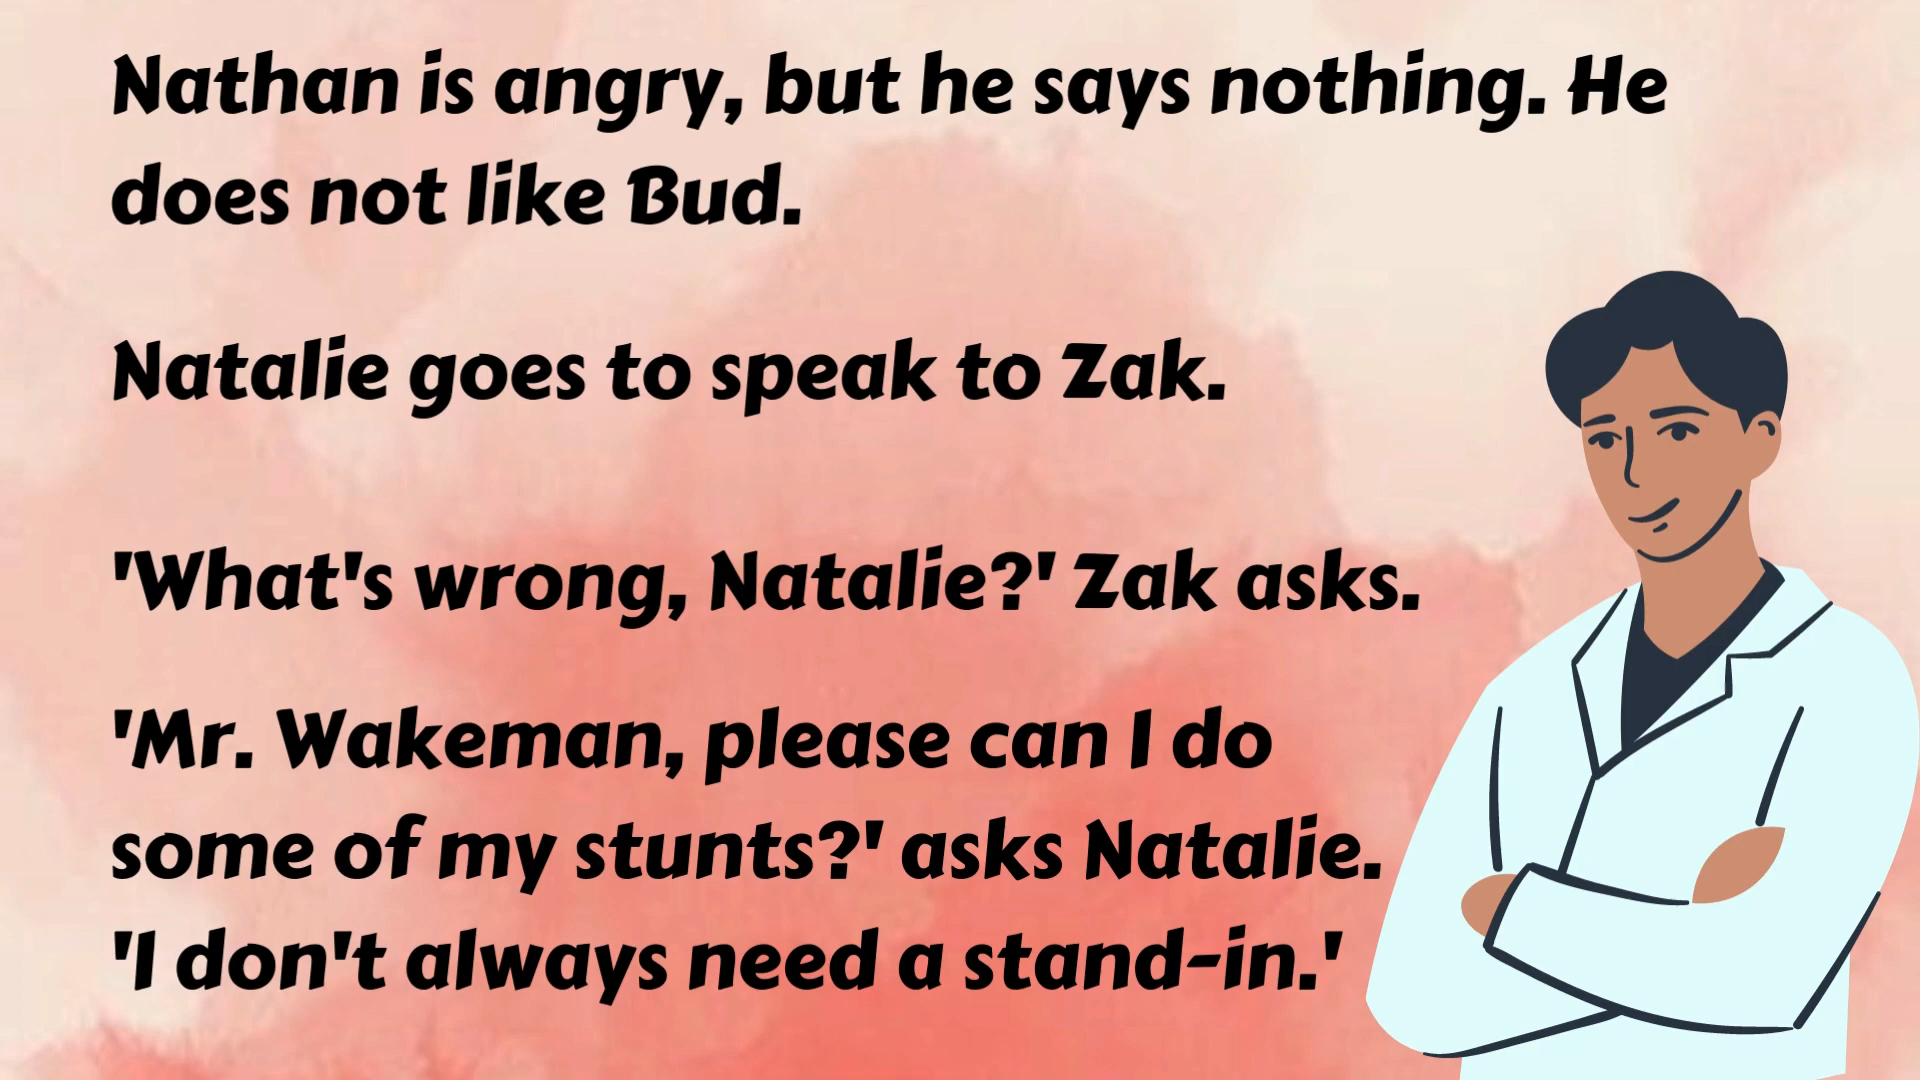 Nathan is angry, but he says nothing. He
does not like Bud.
Natalie goes to speak to Zak.
'What's wrong, Natalie?' Zak asks.
'Mr. Wakeman, please can I do
some of my stunts?' asks Natalie.
'I don't always need a stand-in.'